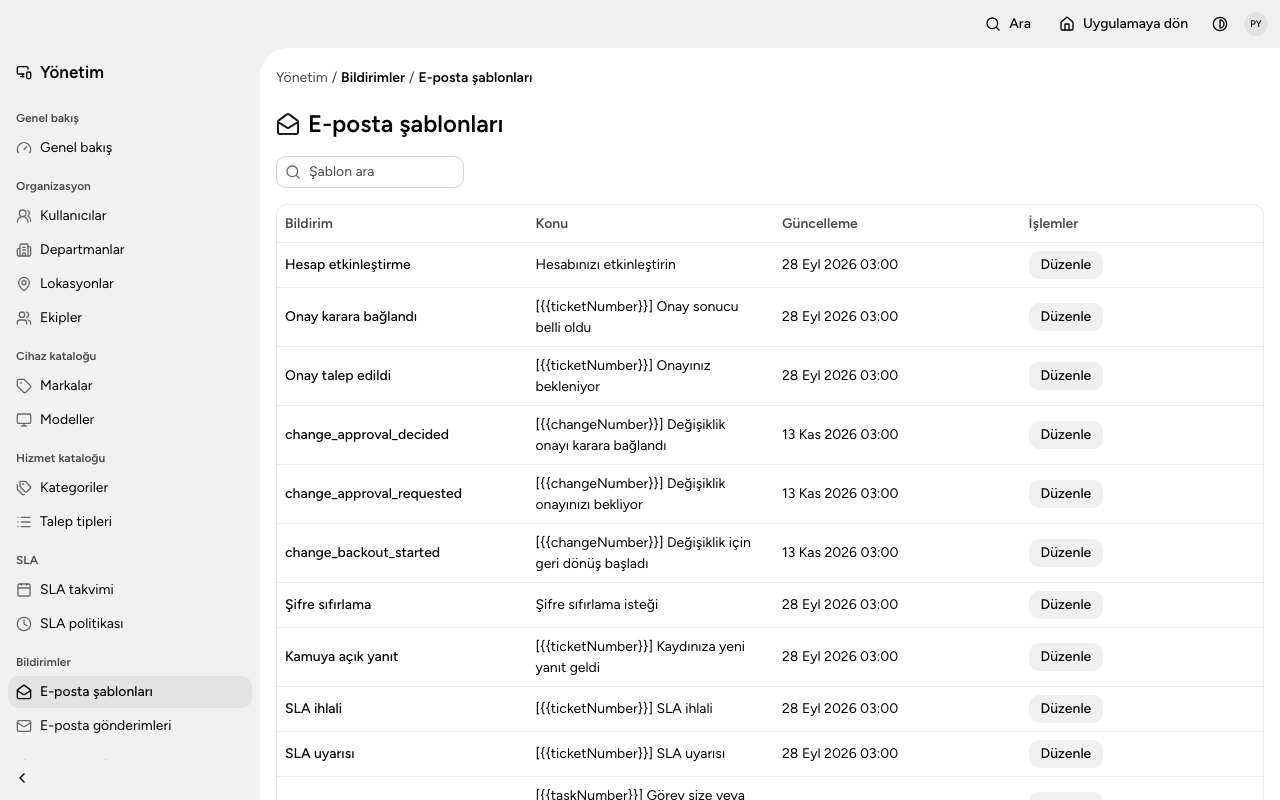 Ara
Uygulamaya dön
PY
Yönetim
Genel bakış
Genel bakış
Organizasyon
Kullanıcılar
Departmanlar
Lokasyonlar
Ekipler
Cihaz kataloğu
Markalar
Modeller
Hizmet kataloğu
Kategoriler
Talep tipleri
SLA
SLA takvimi
SLA politikası
Bildirimler
E-posta şablonları
E-posta gönderimleri
Yönetim / Bildirimler / E-posta şablonları
E-posta şablonları
Şablon ara
Bildirim Konu Güncelleme İşlemler
Hesap etkinleştirme Hesabınızı etkinleştirin 28 Eyl 2026 03:00 Düzenle
Onay karara bağlandı [{{ticketNumber}}] Onay sonucu
belli oldu 28 Eyl 2026 03:00 Düzenle
Onay talep edildi [{{ticketNumber}}] Onayınız
bekleniyor 28 Eyl 2026 03:00 Düzenle
change_approval_decided [{{changeNumber}}] Değişiklik
onayı karara bağlandı 13 Kas 2026 03:00 Düzenle
change_approval_requested [{{changeNumber}}] Değişiklik
onayınızı bekliyor 13 Kas 2026 03:00 Düzenle
change_backout_started [{{changeNumber}}] Değişiklik için
geri dönüş başladı 13 Kas 2026 03:00 Düzenle
Şifre sıfırlama Şifre sıfırlama isteği 28 Eyl 2026 03:00 Düzenle
Kamuya açık yanıt [{{ticketNumber}}] Kaydınıza yeni
yanıt geldi 28 Eyl 2026 03:00 Düzenle
SLA ihlali [{{ticketNumber}}] SLA ihlali 28 Eyl 2026 03:00 Düzenle
SLA uyarısı [{{ticketNumber}}] SLA uyarısı 28 Eyl 2026 03:00 Düzenle
[{{taskNumber}}] Görev size veya